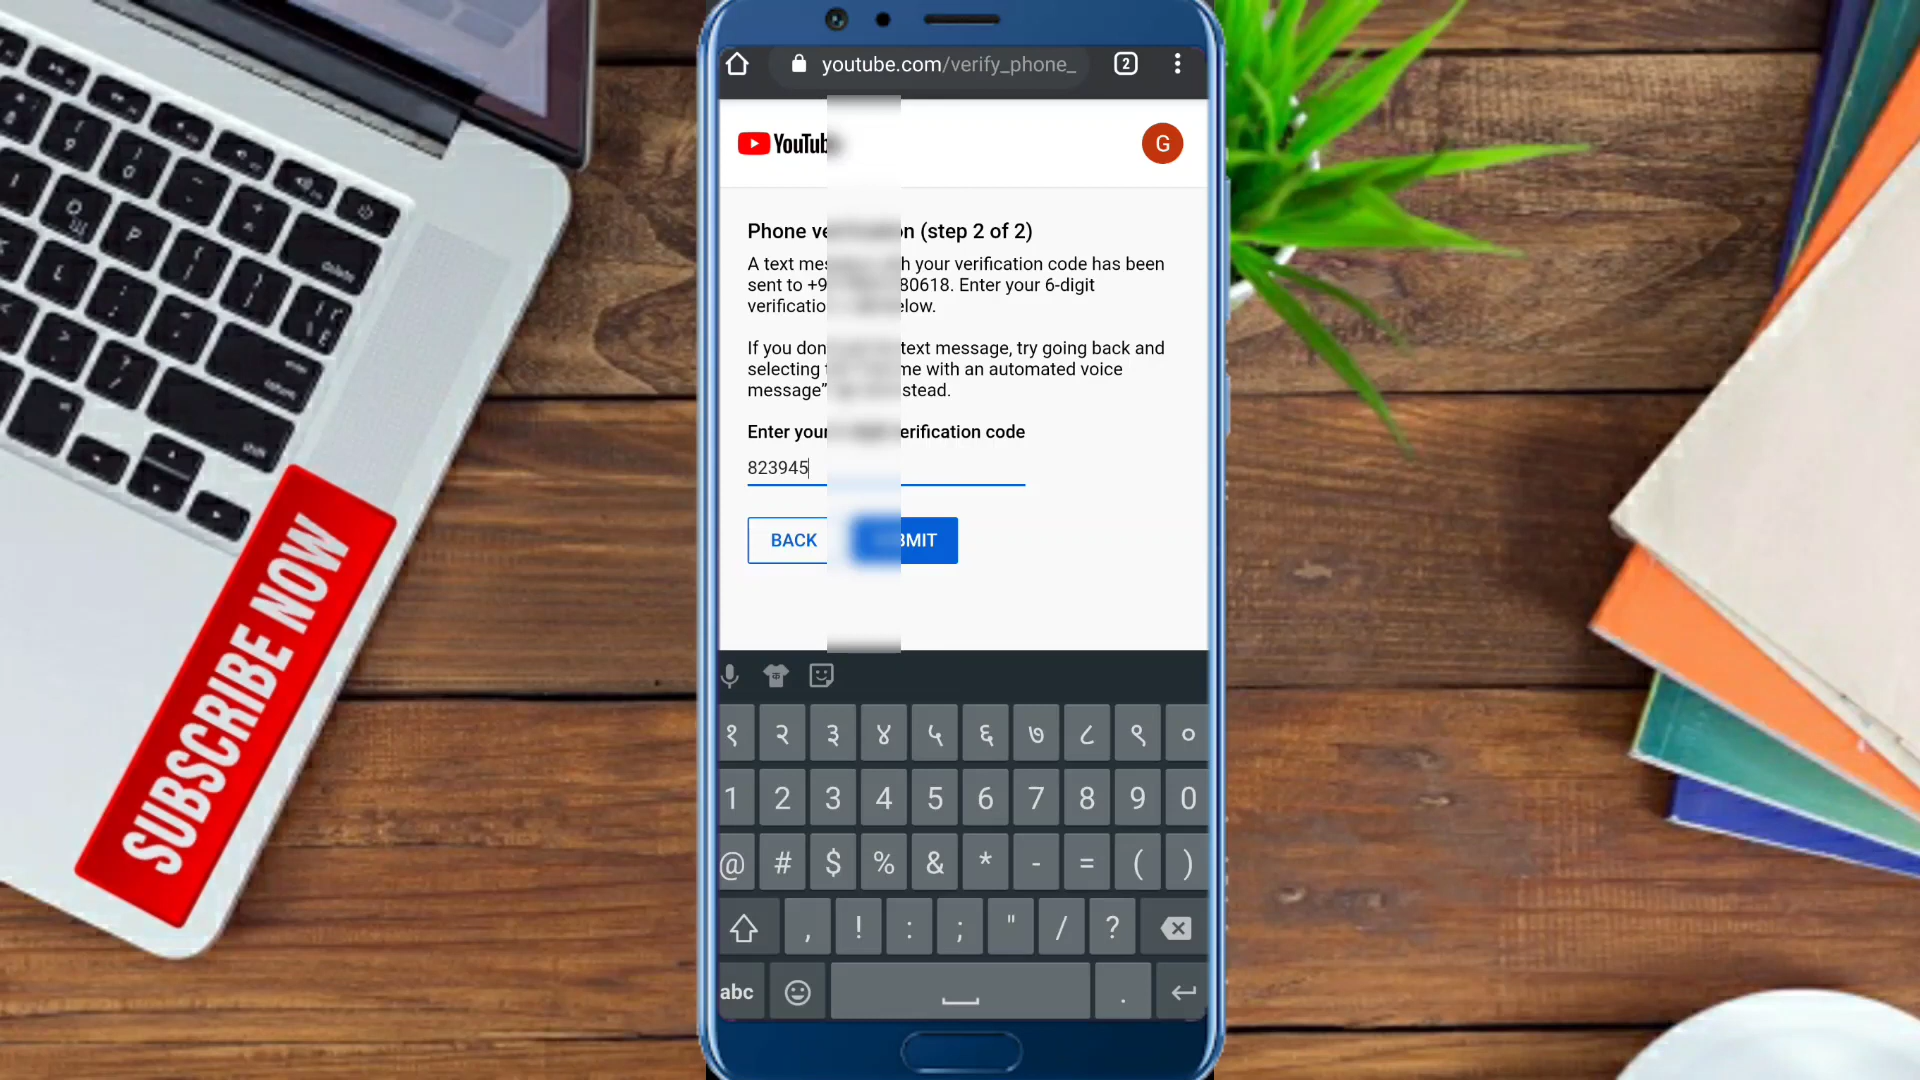 youtube.com/verify_phone_
2
YouTub
G
Phone ve n (step 2 of 2)
A text mes h your verification code has been
sent to +9 80618. Enter your 6-digit
verificatio elow.
If you don text message, try going back and
selecting me with an automated voice
message” stead.
Enter your erification code
823945
BACK SUBMIT
१ २ ३ ४ ५ ६ ७ ८ ९ ०
1 2 3 4 5 6 7 8 9 0
@ # $ % & * - = ( )
, ! : ; " / ?
abc .
SUBSCRIBE NOW